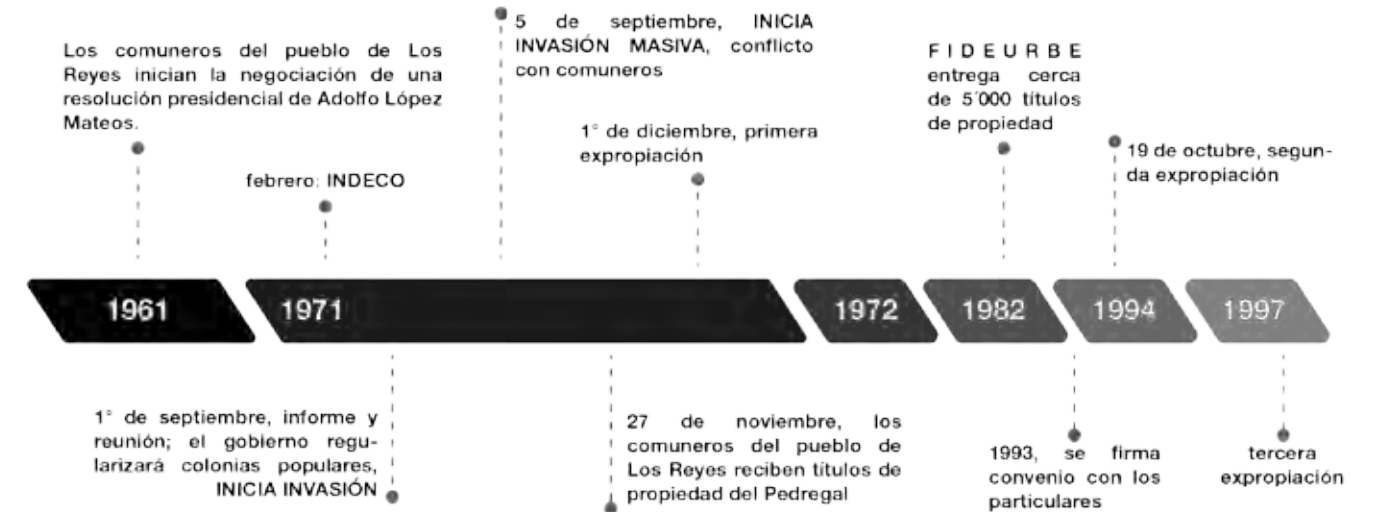 Los comuneros del pueblo de Los
Reyes inician la negociación de una
resolución presidencial de Adolfo López
Mateos.
febrero: INDECO
5 de septiembre, INICIA
INVASIÓN MASIVA, conflicto
con comuneros
1° de diciembre, primera
expropiación
FIDEURBE
entrega cerca
de 5´000 títulos
de propiedad
19 de octubre, segun-
da expropiación
1961
1971
1972
1982
1994
1997
1° de septiembre, informe y
reunión; el gobierno regu-
larizará colonias populares,
INICIA INVASIÓN
27 de noviembre, los
comuneros del pueblo de
Los Reyes reciben títulos de
propiedad del Pedregal
1993, se firma
convenio con los
particulares
tercera
expropiación